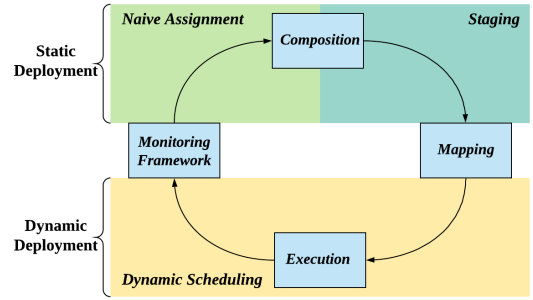 Naive Assignment
Staging
Composition
Static
Deployment
Monitoring
Framework
Mapping
Dynamic
Deployment
Execution
Dynamic Scheduling